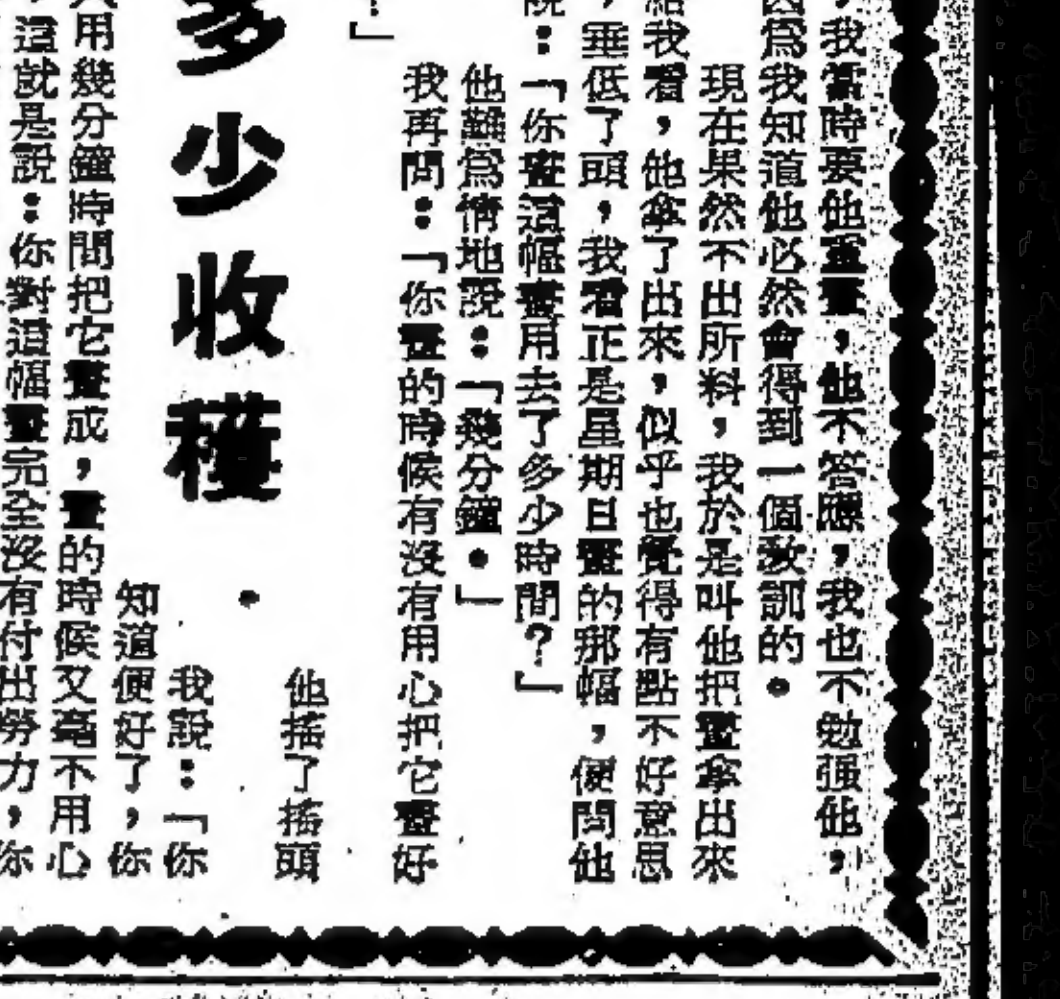 ，我當時要他重畫，他不答應，我也不勉强他，
因爲我知道他必然會得到一個敎訓的。
現在果然不出所料，我於是叫他把畫拿出來
給我看，他拿了出來，似乎也覺得有點不好意思
，垂低了頭，我看正是星期日畫的那幅，便問他
說：「你畫這幅畫用去了多少時間？」
他難爲情地說：「幾分鐘。」
我再問：「你畫的時候有沒有用心把它畫好
？」
他搖了搖頭
多少收穫
我說：「你
知道便好了，你
用幾分鐘時間把它畫成，畫的時候又毫不用心
，這就是說：你對這幅畫完全沒有付出勞力，你